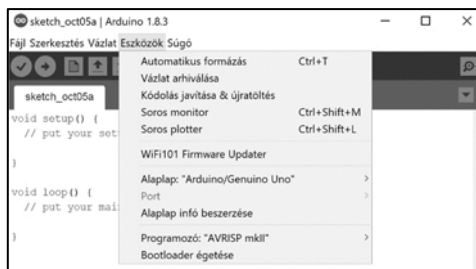 sketch_oct05a | Arduino 1.8.3
Fájl Szerkesztés Vázlat Eszközök Súgó
Automatikus formázás Ctrl+T
Vázlat arhiválása
sketch_oct05a
Kódolás javítása & újratöltés
Soros monitor Ctrl+Shift+M
void setup() {
Soros plotter Ctrl+Shift+L
// put your set
}
WiFi101 Firmware Updater
Alaplap: "Arduino/Genuino Uno"
void loop() {
Port
// put your mai
Alaplap infó beszerzése
}
Programozó: "AVRISP mkII"
Bootloader égetése